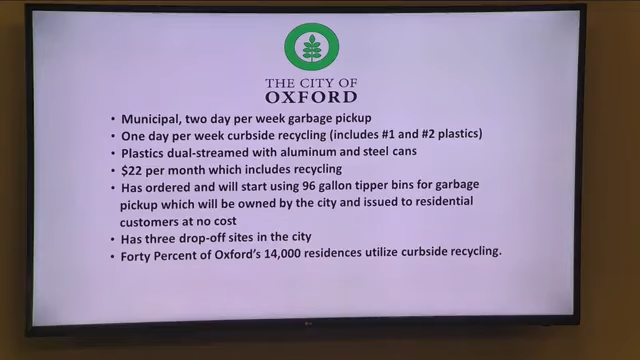 THE CITY OF
OXFORD
• Municipal, two day per week garbage pickup
• One day per week curbside recycling (includes #1 and #2 plastics)
• Plastics dual-streamed with aluminum and steel cans
• $22 per month which includes recycling
• Has ordered and will start using 96 gallon tipper bins for garbage
pickup which will be owned by the city and issued to residential
customers at no cost
• Has three drop-off sites in the city
• Forty Percent of Oxford's 14,000 residences utilize curbside recycling.
LG